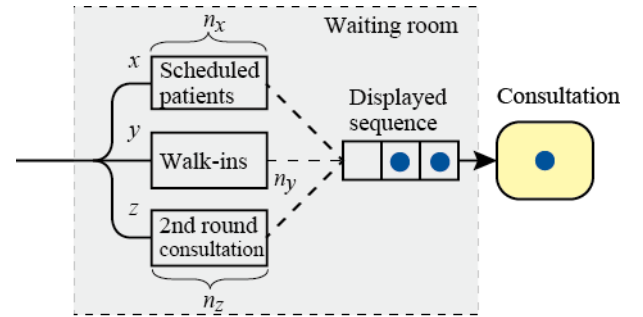 n_x
Waiting room
x
Scheduled
patients
Displayed
sequence
Consultation
y
Walk-ins
n_y
z
2nd round
consultation
n_z